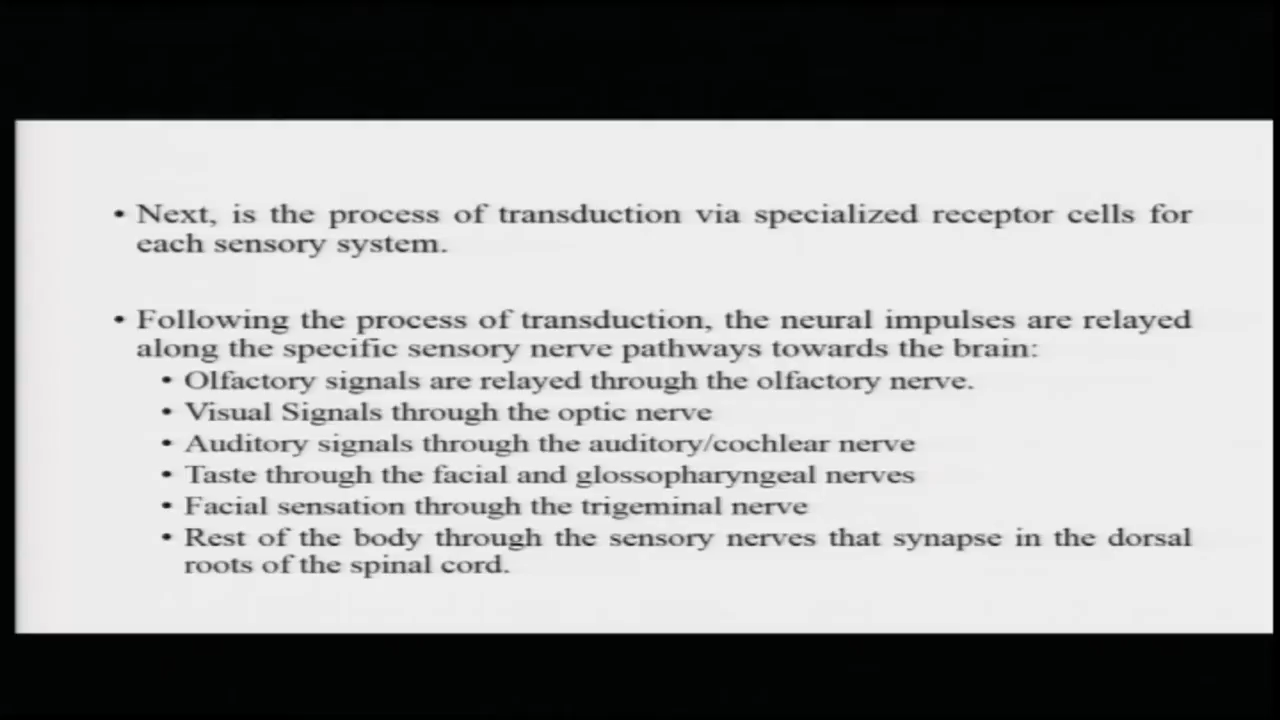 • Next, is the process of transduction via specialized receptor cells for
each sensory system.
• Following the process of transduction, the neural impulses are relayed
along the specific sensory nerve pathways towards the brain:
• Olfactory signals are relayed through the olfactory nerve.
• Visual Signals through the optic nerve
• Auditory signals through the auditory/cochlear nerve
• Taste through the facial and glossopharyngeal nerves
• Facial sensation through the trigeminal nerve
• Rest of the body through the sensory nerves that synapse in the dorsal
roots of the spinal cord.